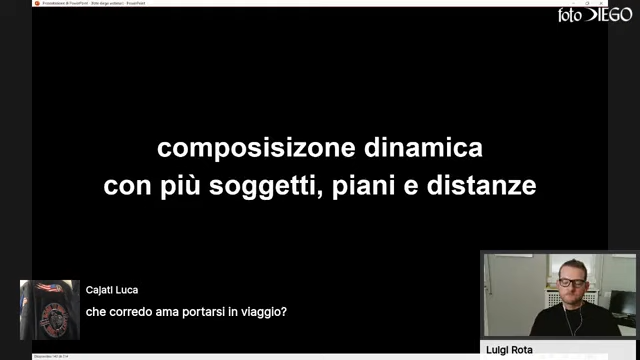 foto DIEGO
composisizone dinamica
con più soggetti, piani e distanze
Cajati Luca
che corredo ama portarsi in viaggio?
Luigi Rota